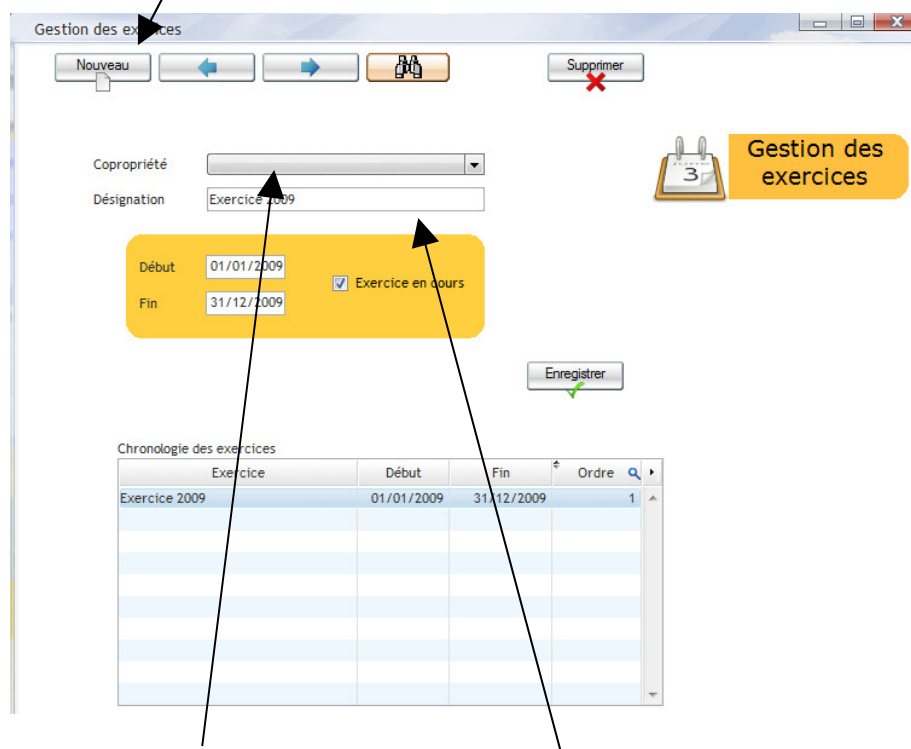 Gestion des exercices
Nouveau
Supprimer
Copropriété
Gestion des
exercices
JUNE
3
Désignation Exercice 2009
Début 01/01/2009
Exercice en cours
Fin 31/12/2009
Enregistrer
Chronologie des exercices
Exercice Début Fin Ordre
Exercice 2009 01/01/2009 31/12/2009 1